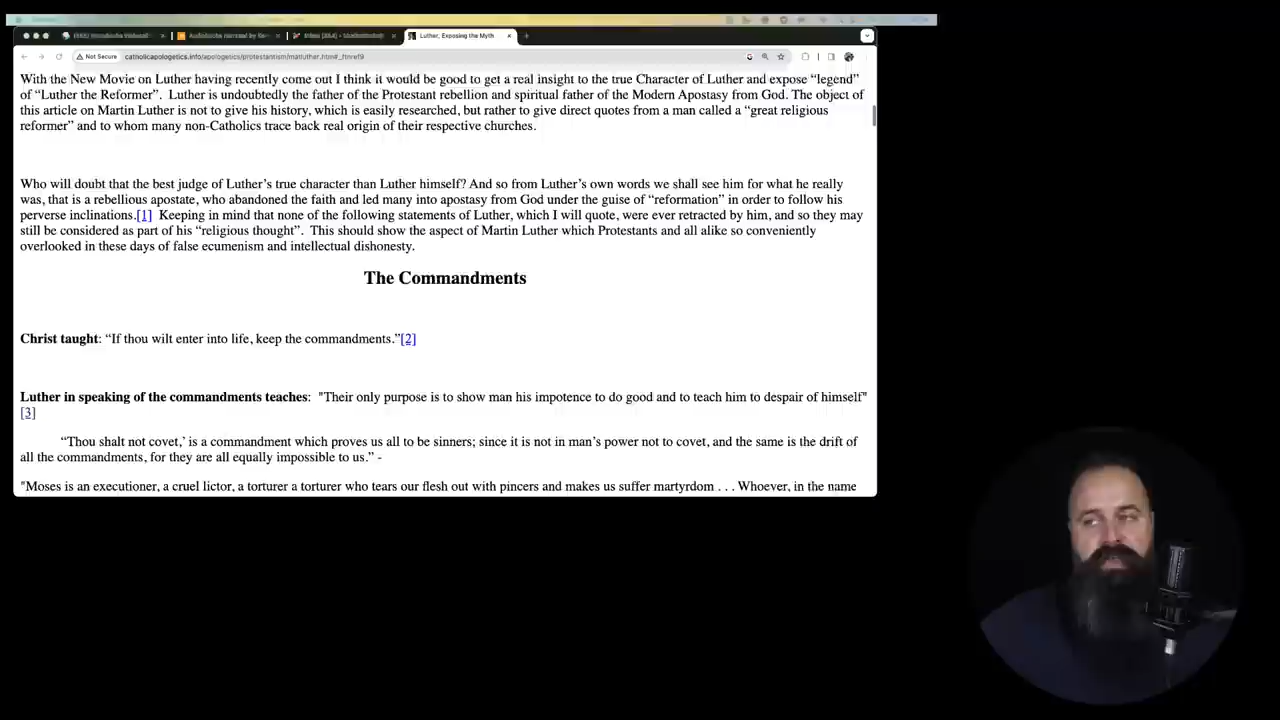 Luther, Exposing the Myth
Not Secure catholicapologetics.info/apologetics/protestantism/matluther.htm#_ftnref9
With the New Movie on Luther having recently come out I think it would be good to get a real insight to the true Character of Luther and expose “legend”
of “Luther the Reformer”. Luther is undoubtedly the father of the Protestant rebellion and spiritual father of the Modern Apostasy from God. The object of
this article on Martin Luther is not to give his history, which is easily researched, but rather to give direct quotes from a man called a “great religious
reformer” and to whom many non-Catholics trace back real origin of their respective churches.
Who will doubt that the best judge of Luther’s true character than Luther himself? And so from Luther’s own words we shall see him for what he really
was, that is a rebellious apostate, who abandoned the faith and led many into apostasy from God under the guise of “reformation” in order to follow his
perverse inclinations.[1] Keeping in mind that none of the following statements of Luther, which I will quote, were ever retracted by him, and so they may
still be considered as part of his “religious thought”. This should show the aspect of Martin Luther which Protestants and all alike so conveniently
overlooked in these days of false ecumenism and intellectual dishonesty.
The Commandments
Christ taught: “If thou wilt enter into life, keep the commandments.”[2]
Luther in speaking of the commandments teaches: "Their only purpose is to show man his impotence to do good and to teach him to despair of himself"
[3]
“Thou shalt not covet,’ is a commandment which proves us all to be sinners; since it is not in man’s power not to covet, and the same is the drift of
all the commandments, for they are all equally impossible to us.” -
"Moses is an executioner, a cruel lictor, a torturer a torturer who tears our flesh out with pincers and makes us suffer martyrdom . . . Whoever, in the name